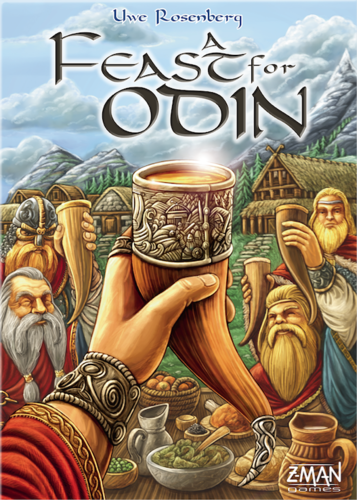 Uwe Rosenberg
A
FEAST for
ODIN
Z-MAN
games